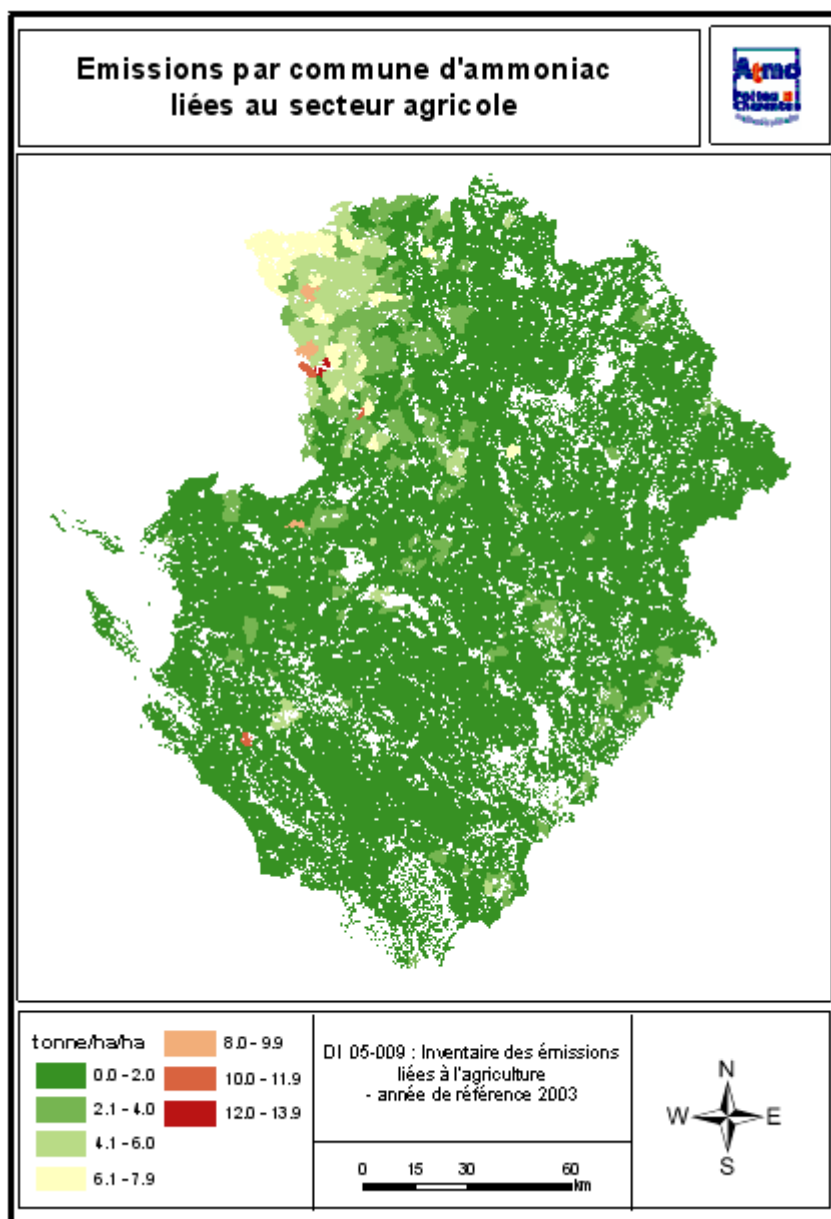 Emissions par commune d'ammoniac
liées au secteur agricole
Atmo
Poitou
Charentes
tonne/ha/ha
0.0 - 2.0
2.1 - 4.0
4.1 - 6.0
6.1 - 7.9
8.0 - 9.9
10.0 - 11.9
12.0 - 13.9
DI 05-009 : Inventaire des émissions
liées à l'agriculture
- année de référence 2003
0 15 30 60
km
N
W E
S